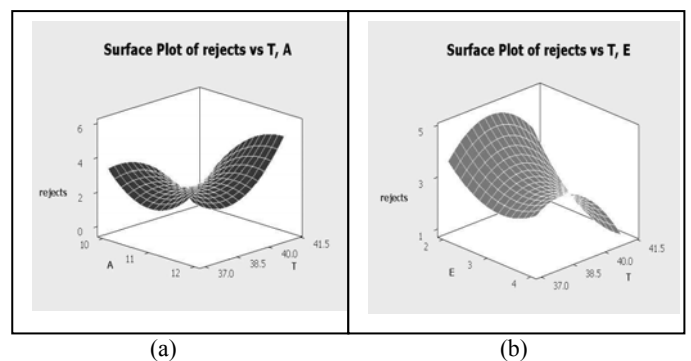 Surface Plot of rejects vs T, A
6
4
rejects
2
0
10
11
A
12
37.0
38.5
T
40.0
41.5
Surface Plot of rejects vs T, E
5
3
rejects
1
2
3
E
4
37.0
38.5
T
40.0
41.5
(a)
(b)